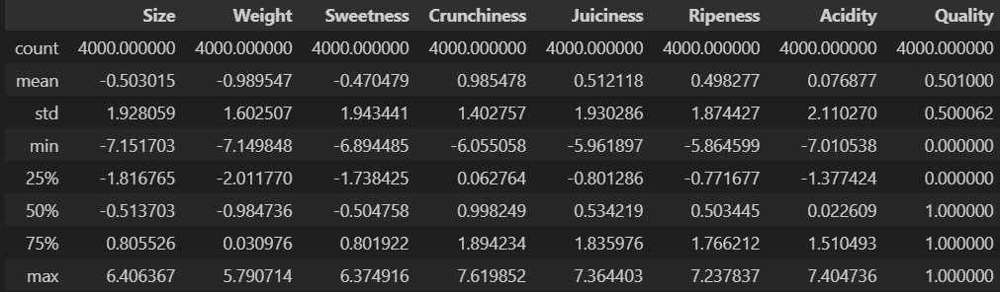 Size Weight Sweetness Crunchiness Juiciness Ripeness Acidity Quality
count 4000.000000 4000.000000 4000.000000 4000.000000 4000.000000 4000.000000 4000.000000 4000.000000
mean -0.503015 -0.989547 -0.470479 0.985478 0.512118 0.498277 0.076877 0.501000
std 1.928059 1.602507 1.943441 1.402757 1.930286 1.874427 2.110270 0.500062
min -7.151703 -7.149848 -6.894485 -6.055058 -5.961897 -5.864599 -7.010538 0.000000
25% -1.816765 -2.011770 -1.738425 0.062764 -0.801286 -0.771677 -1.377424 0.000000
50% -0.513703 -0.984736 -0.504758 0.998249 0.534219 0.503445 0.022609 1.000000
75% 0.805526 0.030976 0.801922 1.894234 1.835976 1.766212 1.510493 1.000000
max 6.406367 5.790714 6.374916 7.619852 7.364403 7.237837 7.404736 1.000000